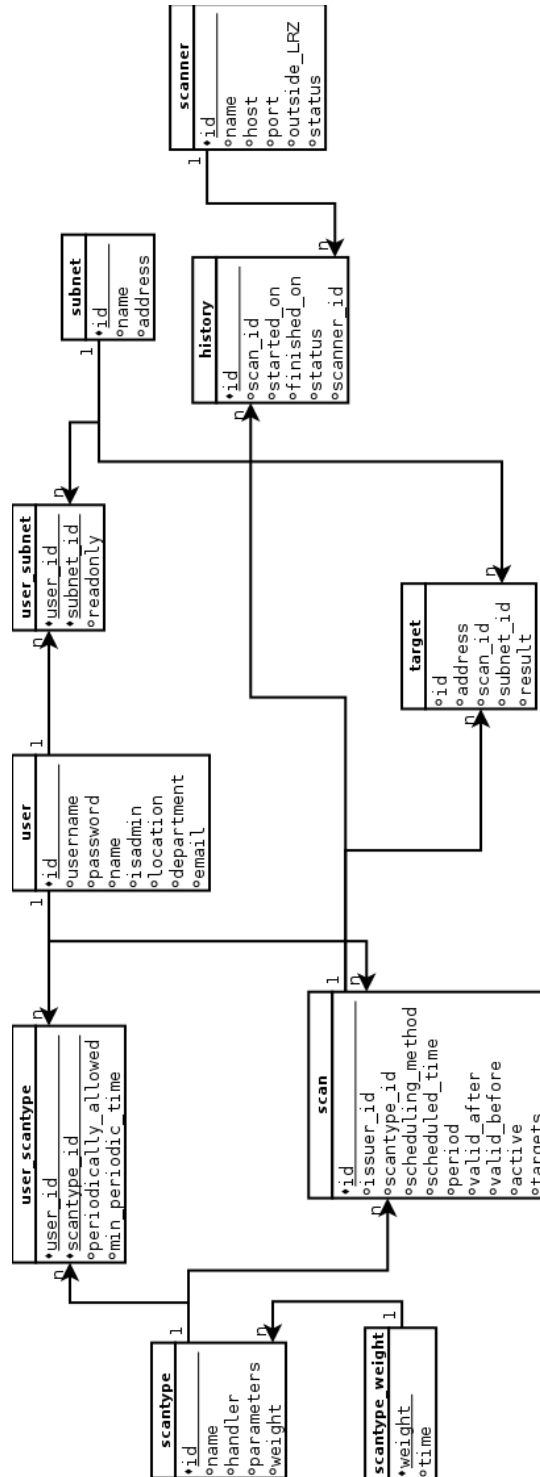 scantype
id
name
handler
parameters
weight
1
n
scantype_weight
weight
time
1
user_scantype
user_id
scantype_id
periodically_allowed
min_periodic_time
n
n
scan
id
issuer_id
scantype_id
scheduling_method
scheduled_time
period
valid_after
valid_before
active
targets
n
n
1
user
id
username
password
name
isadmin
location
department
email
1
1
user_subnet
user_id
subnet_id
readonly
n
n
target
id
address
scan_id
subnet_id
result
n
n
subnet
id
name
address
1
history
id
scan_id
started_on
finished_on
status
scanner_id
n
n
scanner
id
name
host
port
outside_LRZ
status
1